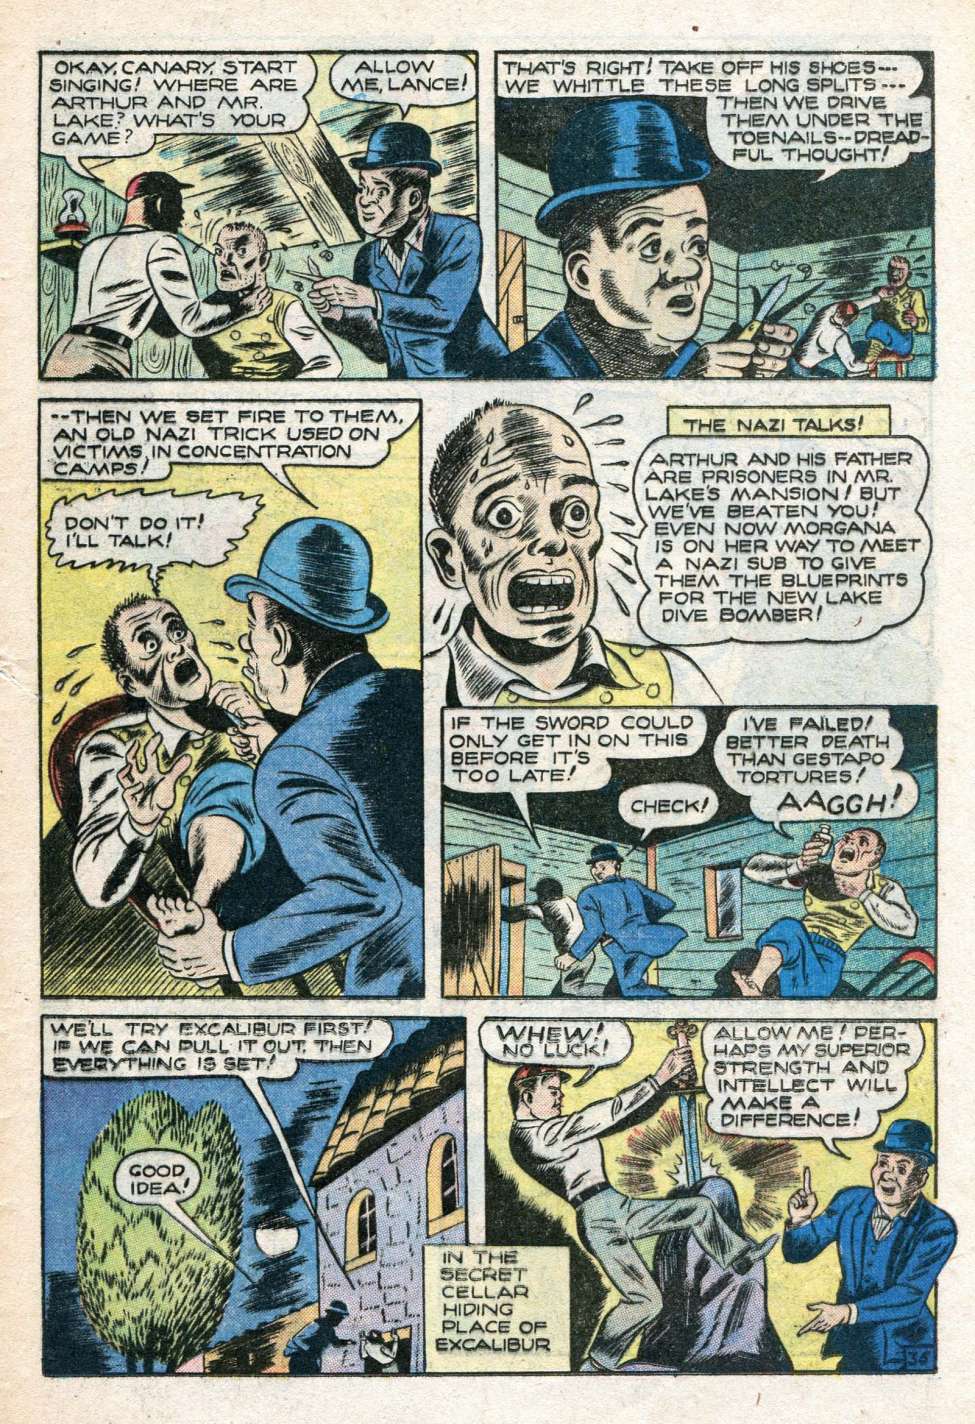 OKAY, CANARY, START
SINGING! WHERE ARE
ARTHUR AND MR.
LAKE? WHAT'S YOUR
GAME?
ALLOW
ME, LANCE!
THAT'S RIGHT! TAKE OFF HIS SHOES---
WE WHITTLE THESE LONG SPLITS---
THEN WE DRIVE
THEM UNDER THE
TOENAILS--DREAD-
FUL THOUGHT!
--THEN WE SET FIRE TO THEM,
AN OLD NAZI TRICK USED ON
VICTIMS IN CONCENTRATION
CAMPS!
DON'T DO IT!
I'LL TALK!
THE NAZI TALKS!
ARTHUR AND HIS FATHER
ARE PRISONERS IN MR.
LAKE'S MANSION! BUT
WE'VE BEATEN YOU!
EVEN NOW MORGANA
IS ON HER WAY TO MEET
A NAZI SUB TO GIVE
THEM THE BLUEPRINTS
FOR THE NEW LAKE
DIVE BOMBER!
IF THE SWORD COULD
ONLY GET IN ON THIS
BEFORE IT'S
TOO LATE!
CHECK!
I'VE FAILED!
BETTER DEATH
THAN GESTAPO
TORTURES!
AAGGH!
WE'LL TRY EXCALIBUR FIRST!
IF WE CAN PULL IT OUT, THEN
EVERYTHING IS SET!
GOOD
IDEA!
IN THE
SECRET
CELLAR
HIDING
PLACE OF
EXCALIBUR
WHEW!
NO LUCK!
ALLOW ME! PER-
HAPS MY SUPERIOR
STRENGTH AND
INTELLECT WILL
MAKE A
DIFFERENCE!
36